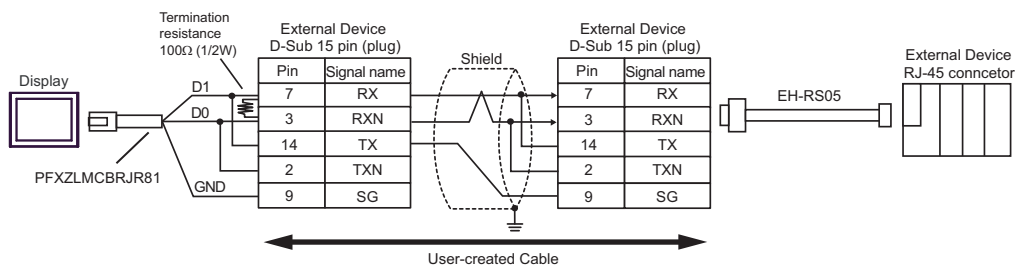 Termination
resistance
100Ω (1/2W)
External Device
D-Sub 15 pin (plug)
External Device
D-Sub 15 pin (plug)
Shield
External Device
RJ-45 conncetor
Display
D1
D0
GND
PFXZLMCBRJR81
Pin Signal name
7 RX
3 RXN
14 TX
2 TXN
9 SG
Pin Signal name
7 RX
3 RXN
14 TX
2 TXN
9 SG
EH-RS05
User-created Cable